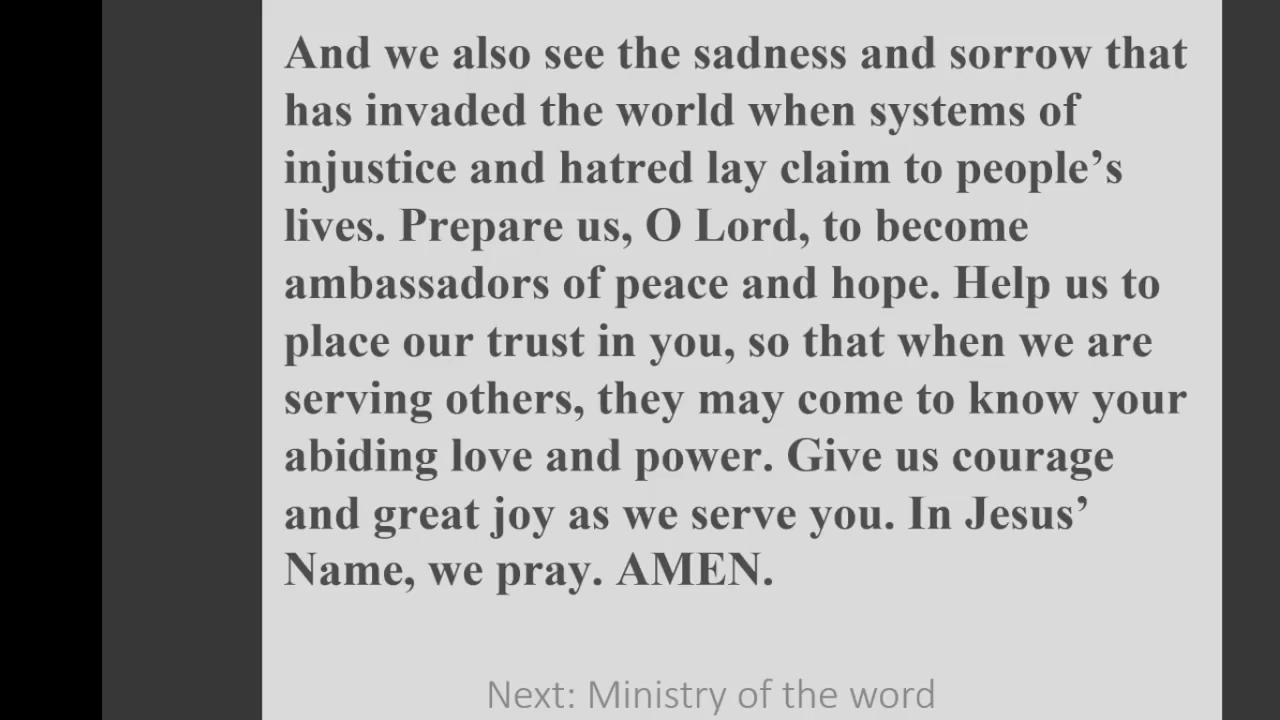 And we also see the sadness and sorrow that
has invaded the world when systems of
injustice and hatred lay claim to people’s
lives. Prepare us, O Lord, to become
ambassadors of peace and hope. Help us to
place our trust in you, so that when we are
serving others, they may come to know your
abiding love and power. Give us courage
and great joy as we serve you. In Jesus’
Name, we pray. AMEN.
Next: Ministry of the word